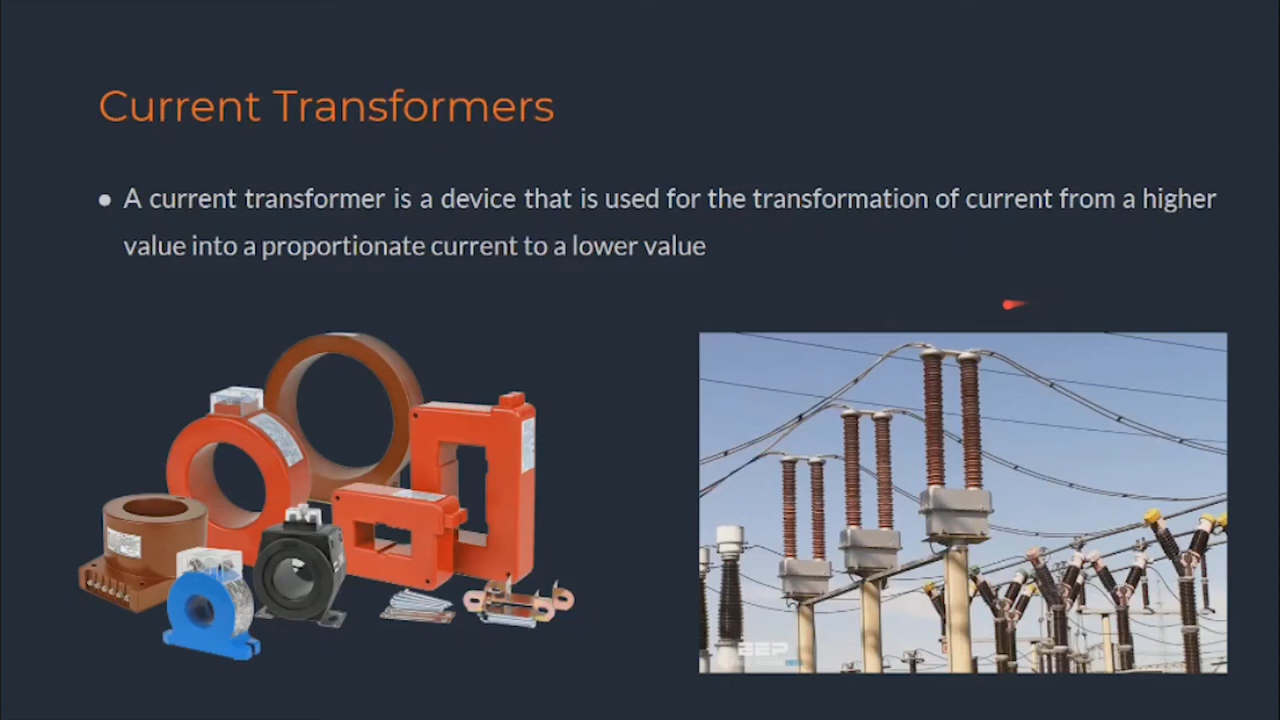 Current Transformers
● A current transformer is a device that is used for the transformation of current from a higher
value into a proportionate current to a lower value
EEP